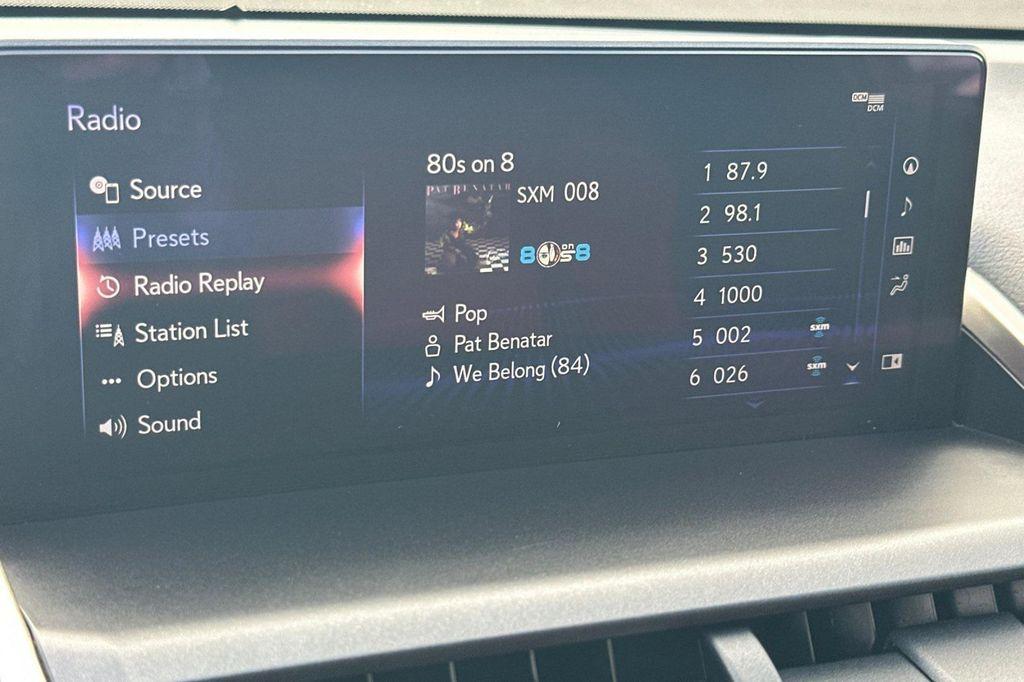 Radio
DCM
DCM
Source
Presets
Radio Replay
Station List
Options
Sound
80s on 8
PAT BENATAR
SXM 008
80s on 8
Pop
Pat Benatar
We Belong (84)
1 87.9
2 98.1
3 530
4 1000
5 002 sxm
6 026 sxm